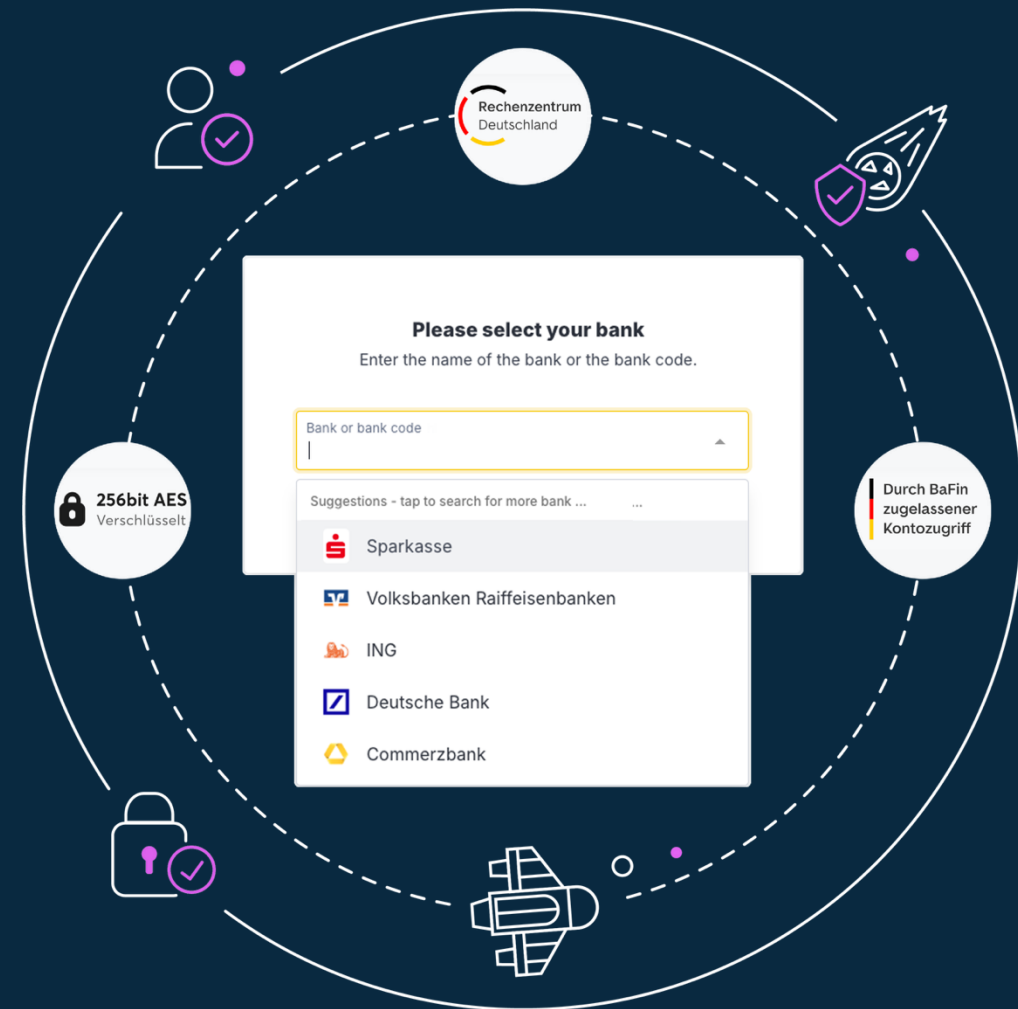 Rechenzentrum
Deutschland
Please select your bank
Enter the name of the bank or the bank code.
Bank or bank code
256bit AES
Verschlüsselt
Durch BaFin
zugelassener
Kontozugriff
Suggestions - tap to search for more bank ... ...
Sparkasse
Volksbanken Raiffeisenbanken
ING
Deutsche Bank
Commerzbank